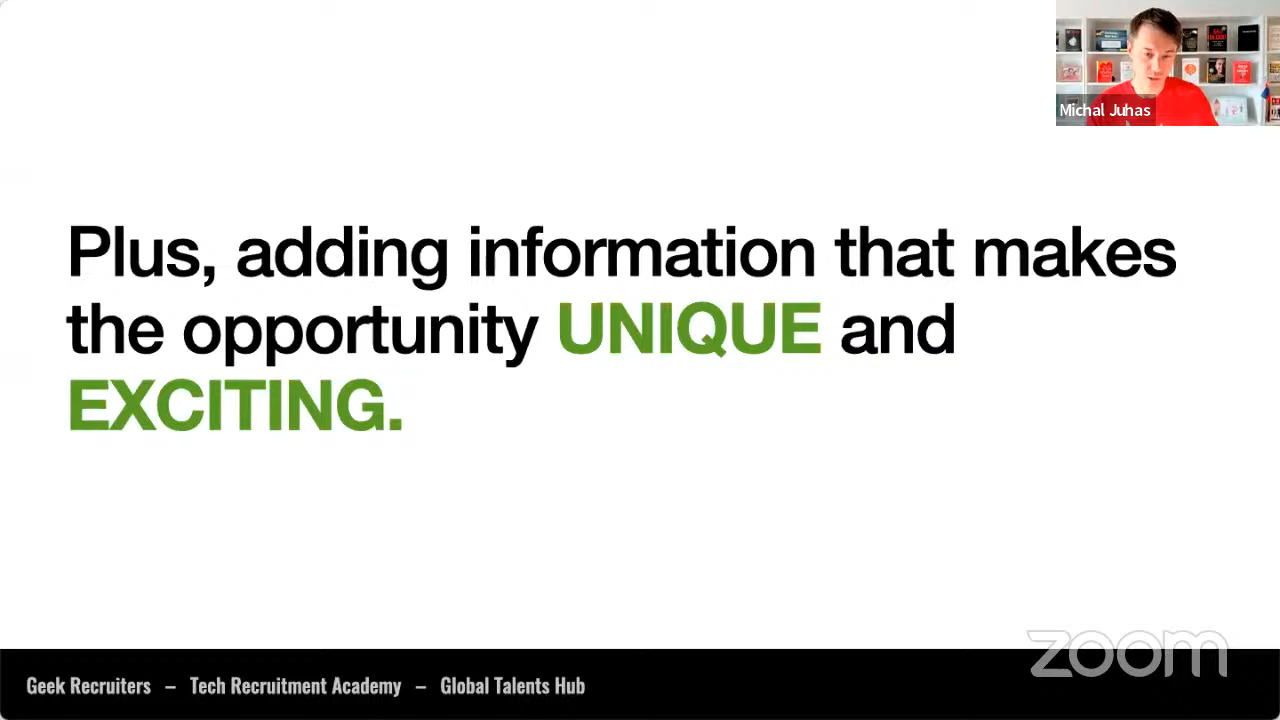 Michal Juhas
Plus, adding information that makes
the opportunity UNIQUE and
EXCITING.
zoom
Geek Recruiters – Tech Recruitment Academy – Global Talents Hub